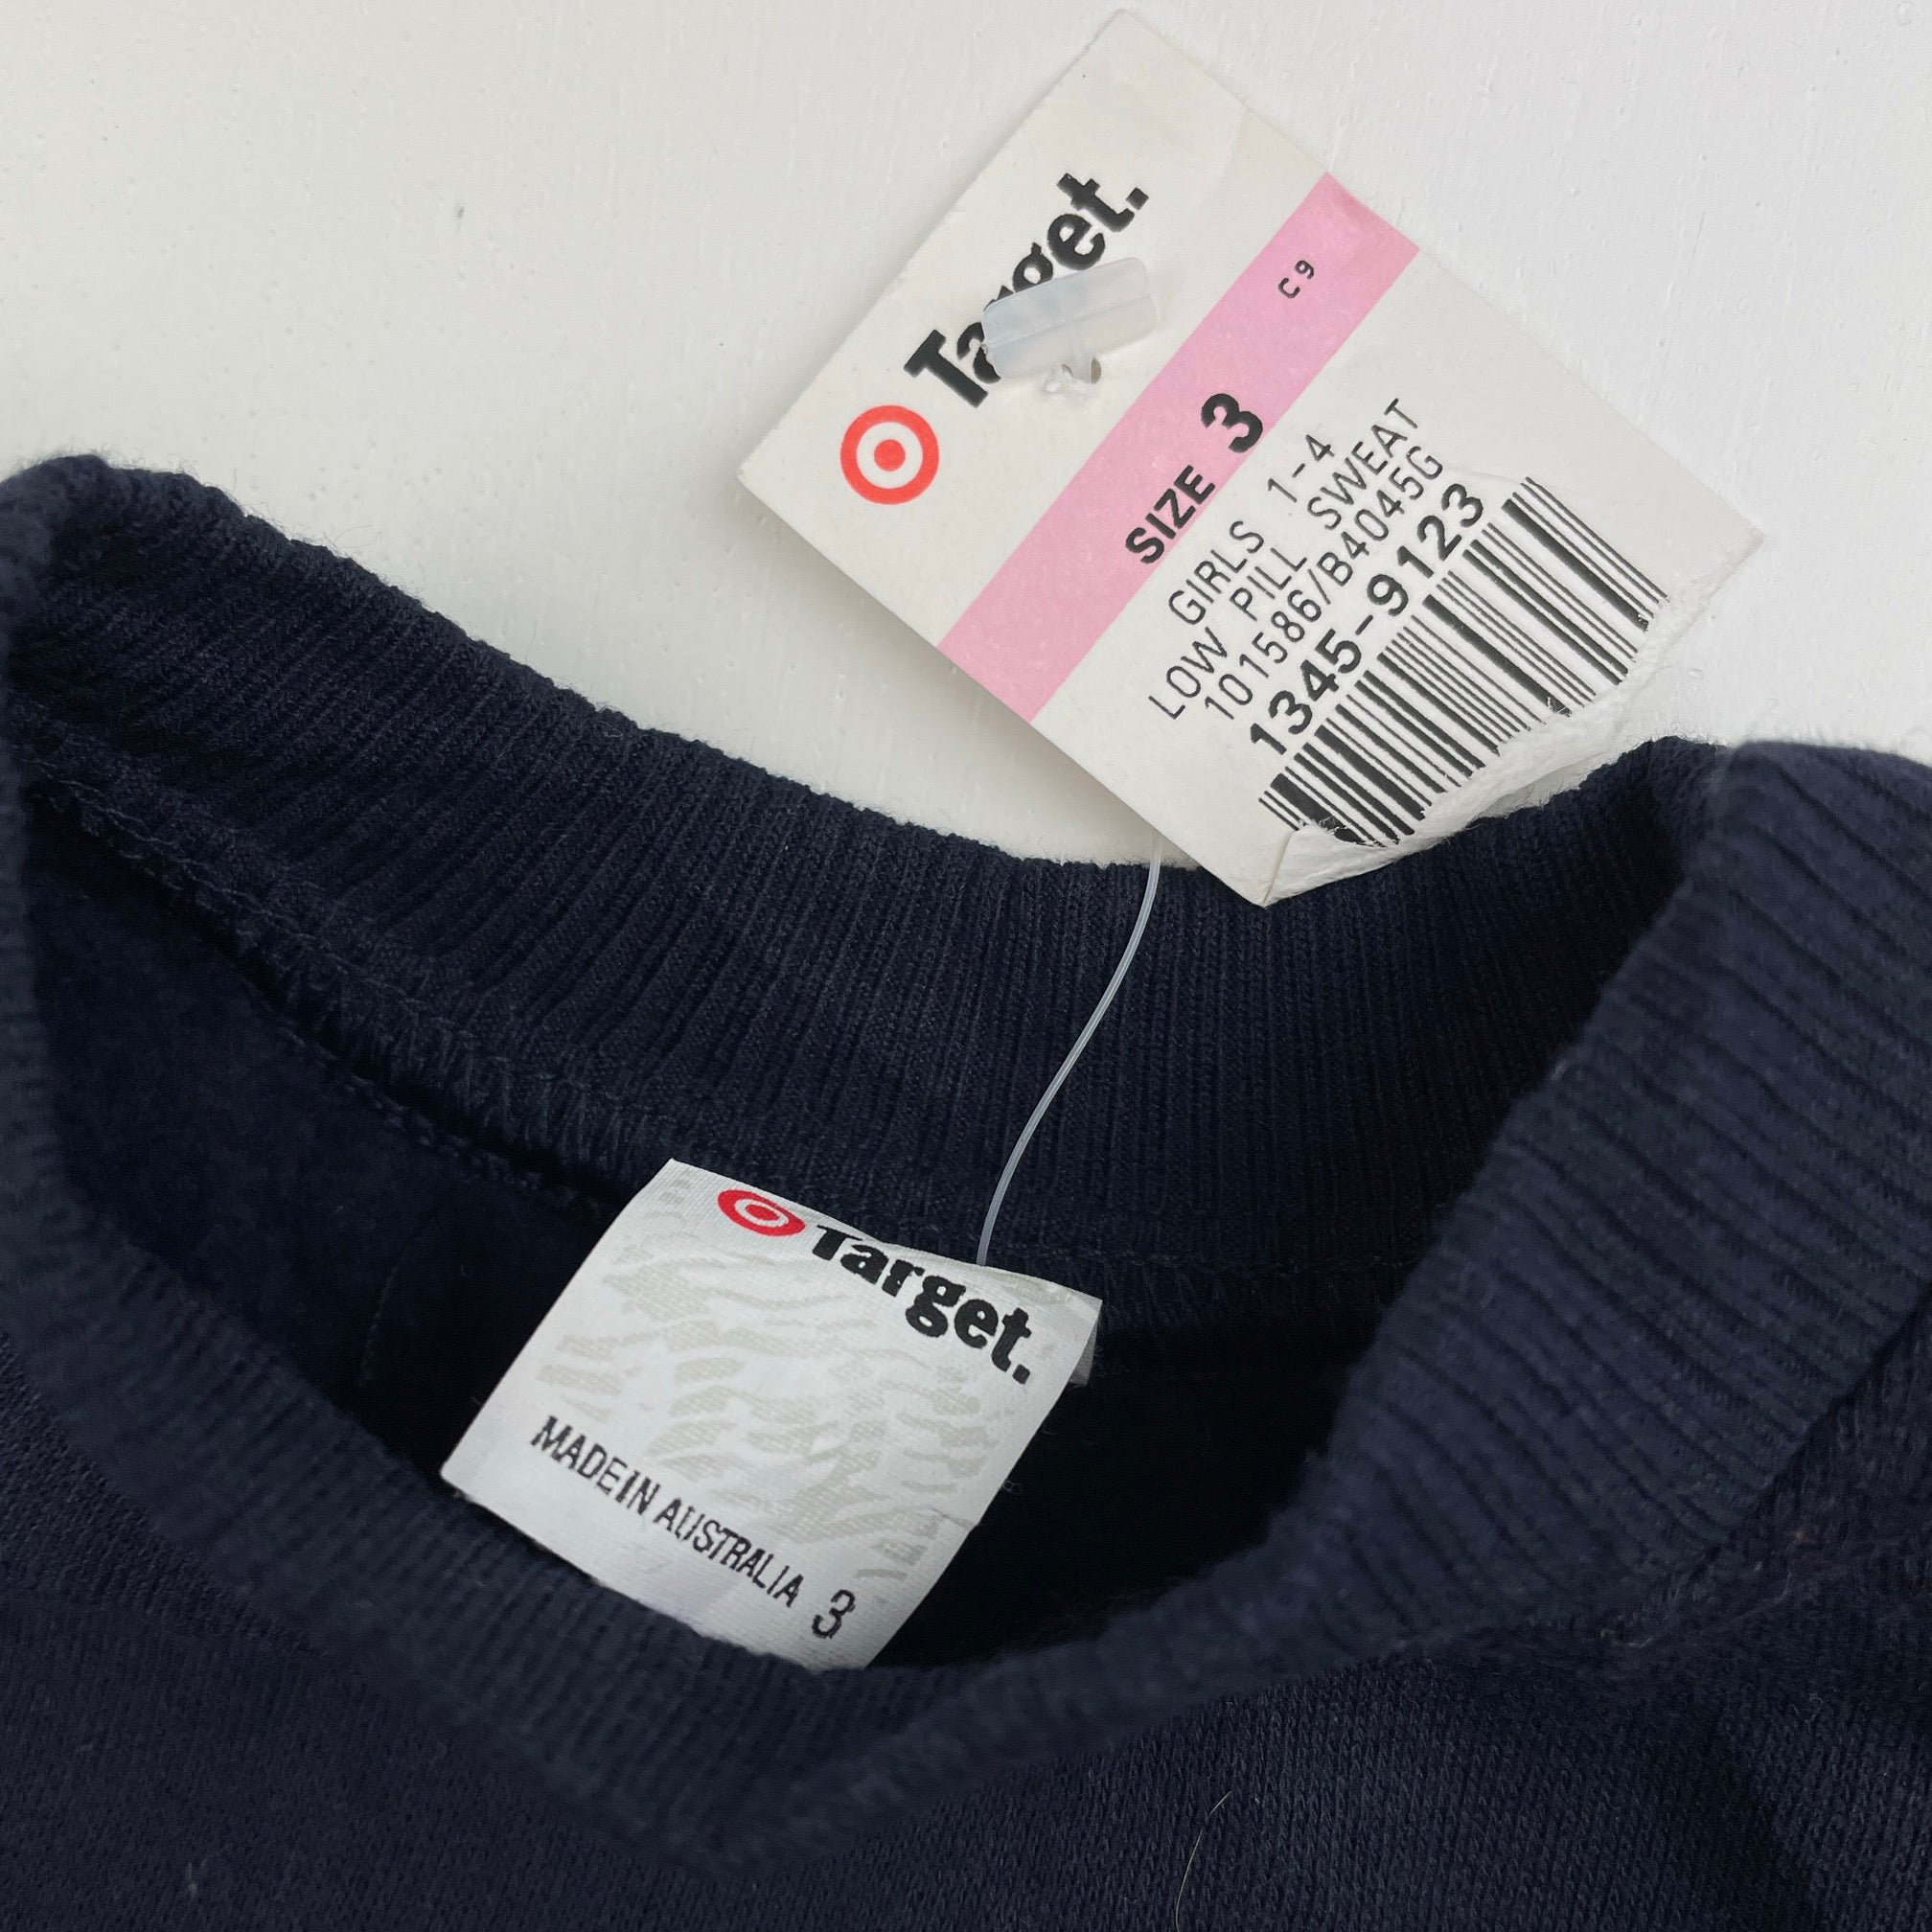 Target.
C9
SIZE 3
GIRLS 1-4
LOW PILL SWEAT
101586/B4045G
1345-9123
Target.
MADE IN AUSTRALIA 3